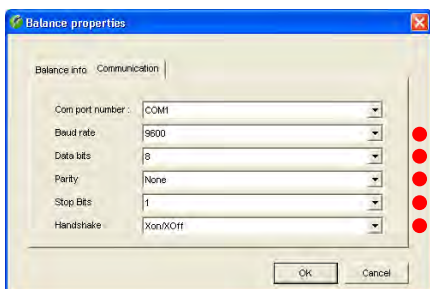 Balance properties
Balance info Communication
Com port number : COM1
Baud rate 9600
Data bits 8
Parity None
Stop Bits 1
Handshake Xon/XOff
OK Cancel